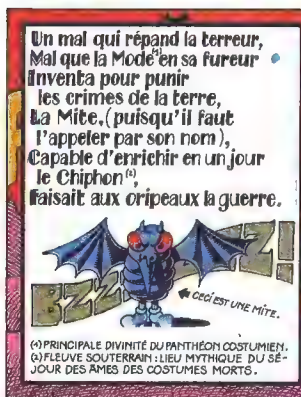 Un mal qui répand la terreur,
Mal que la Mode⁽¹⁾ en sa fureur
Inventa pour punir
les crimes de la terre,
La Mite, (puisqu'il faut
l'appeler par son nom),
Capable d'enrichir en un jour
le Chiphon⁽²⁾,
Faisait aux oripeaux la guerre.
BZZ ZZ!
CECI EST UNE MITE.
(1) PRINCIPALE DIVINITÉ DU PANTHÉON COSTUMIEN.
(2) FLEUVE SOUTERRAIN : LIEU MYTHIQUE DU SÉ-
JOUR DES ÂMES DES COSTUMES MORTS.